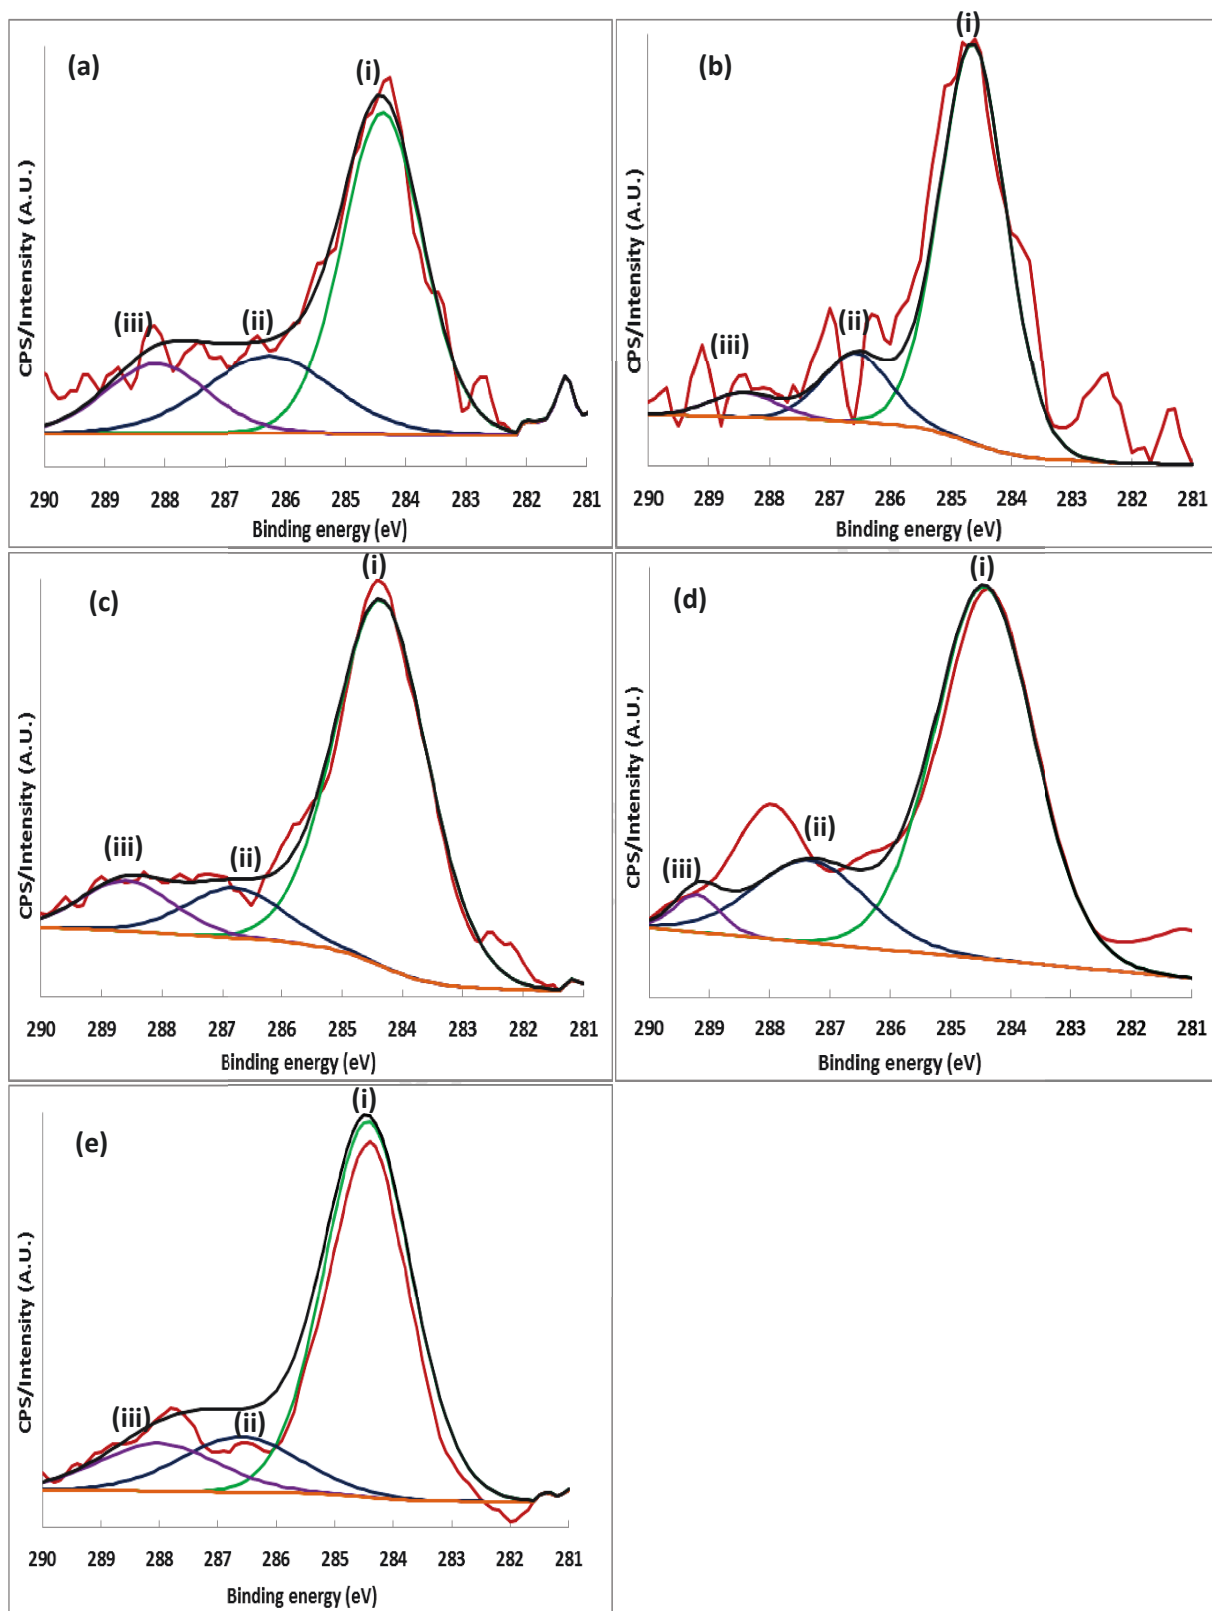 (a)
(i)
(iii)
(ii)
CPS/Intensity (A.U.)
290 289 288 287 286 285 284 283 282 281
Binding energy (eV)
(b)
(i)
(ii)
(iii)
CPS/Intensity (A.U.)
290 289 288 287 286 285 284 283 282 281
Binding energy (eV)
(c)
(i)
(iii)
(ii)
CPS/Intensity (A.U.)
290 289 288 287 286 285 284 283 282 281
Binding energy (eV)
(d)
(i)
(ii)
(iii)
CPS/Intensity (A.U.)
290 289 288 287 286 285 284 283 282 281
Binding energy (eV)
(e)
(i)
(iii)
(ii)
CPS/Intensity (A.U.)
290 289 288 287 286 285 284 283 282 281
Binding energy (eV)